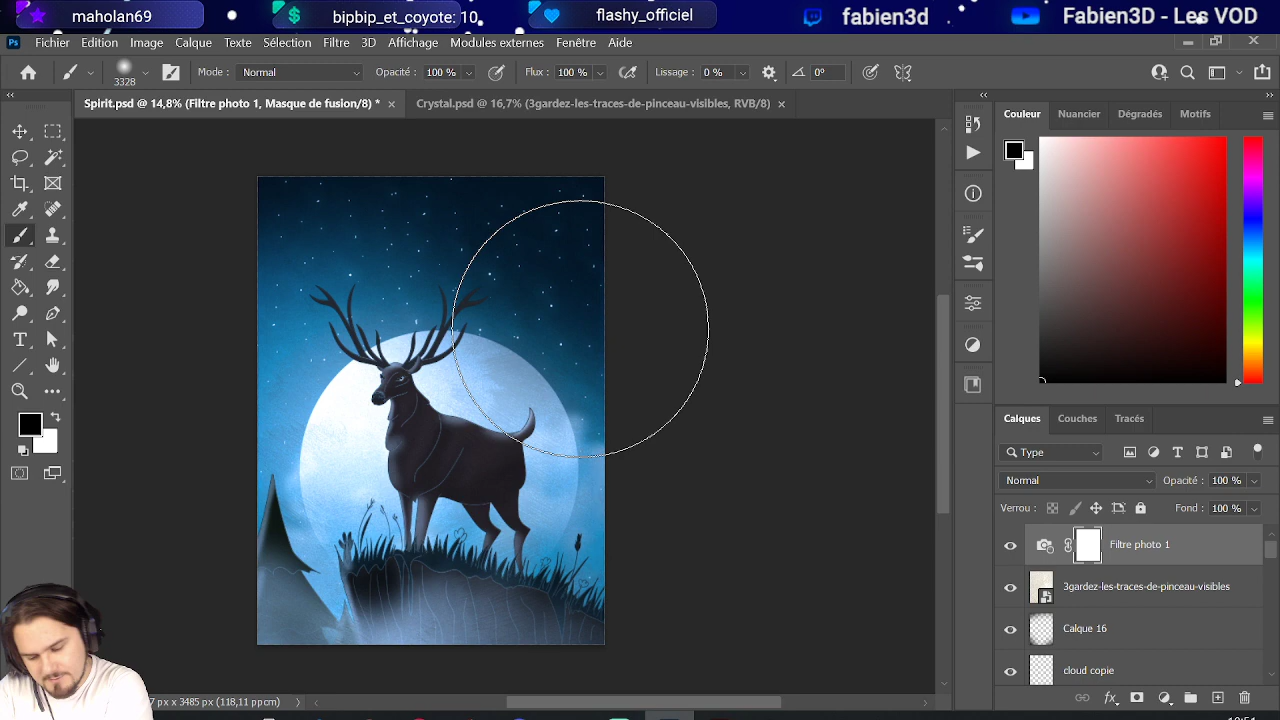 maholan69
bipbip_et_coyote: 10
flashy_officiel
fabien3d
Fabien3D - Les VOD
Ps Fichier Edition Image Calque Texte Sélection Filtre 3D Affichage Modules externes Fenêtre Aide
3328
Mode : Normal Opacité : 100 % Flux : 100 % Lissage : 0 % 0°
Spirit.psd @ 14,8% (Filtre photo 1, Masque de fusion/8) * Crystal.psd @ 16,7% (3gardez-les-traces-de-pinceau-visibles, RVB/8)
Couleur Nuancier Dégradés Motifs
Calques Couches Tracés
Type
Normal Opacité : 100 %
Verrou : Fond : 100 %
Filtre photo 1
3gardez-les-traces-de-pinceau-visibles
Calque 16
cloud copie
7 px x 3485 px (118,11 ppcm)